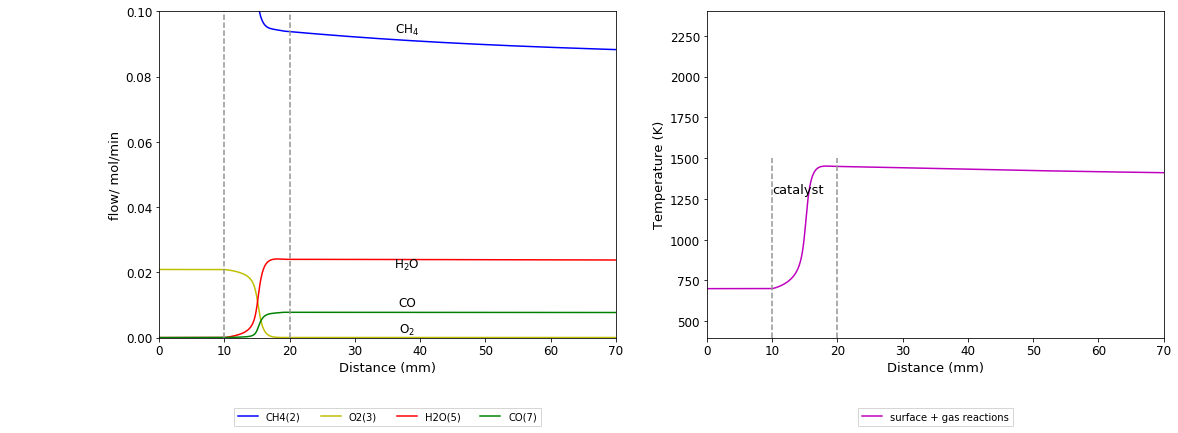 0.10
0.08
0.06
0.04
0.02
0.00
flow/ mol/min
CH₄
H₂O
CO
O₂
0 10 20 30 40 50 60 70
Distance (mm)
CH4(2) O2(3) H2O(5) CO(7)
2250
2000
1750
1500
1250
1000
750
500
Temperature (K)
catalyst
0 10 20 30 40 50 60 70
Distance (mm)
surface + gas reactions